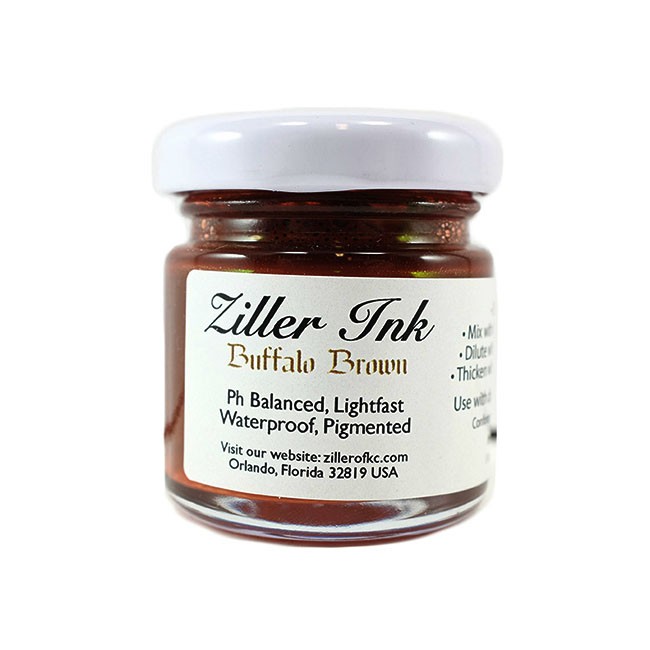 Ziller Ink
Buffalo Brown
Ph Balanced, Lightfast
Waterproof, Pigmented
Visit our website: zillerofkc.com
Orlando, Florida 32819 USA
• Mix with
• Dilute
• Thicken
Use with